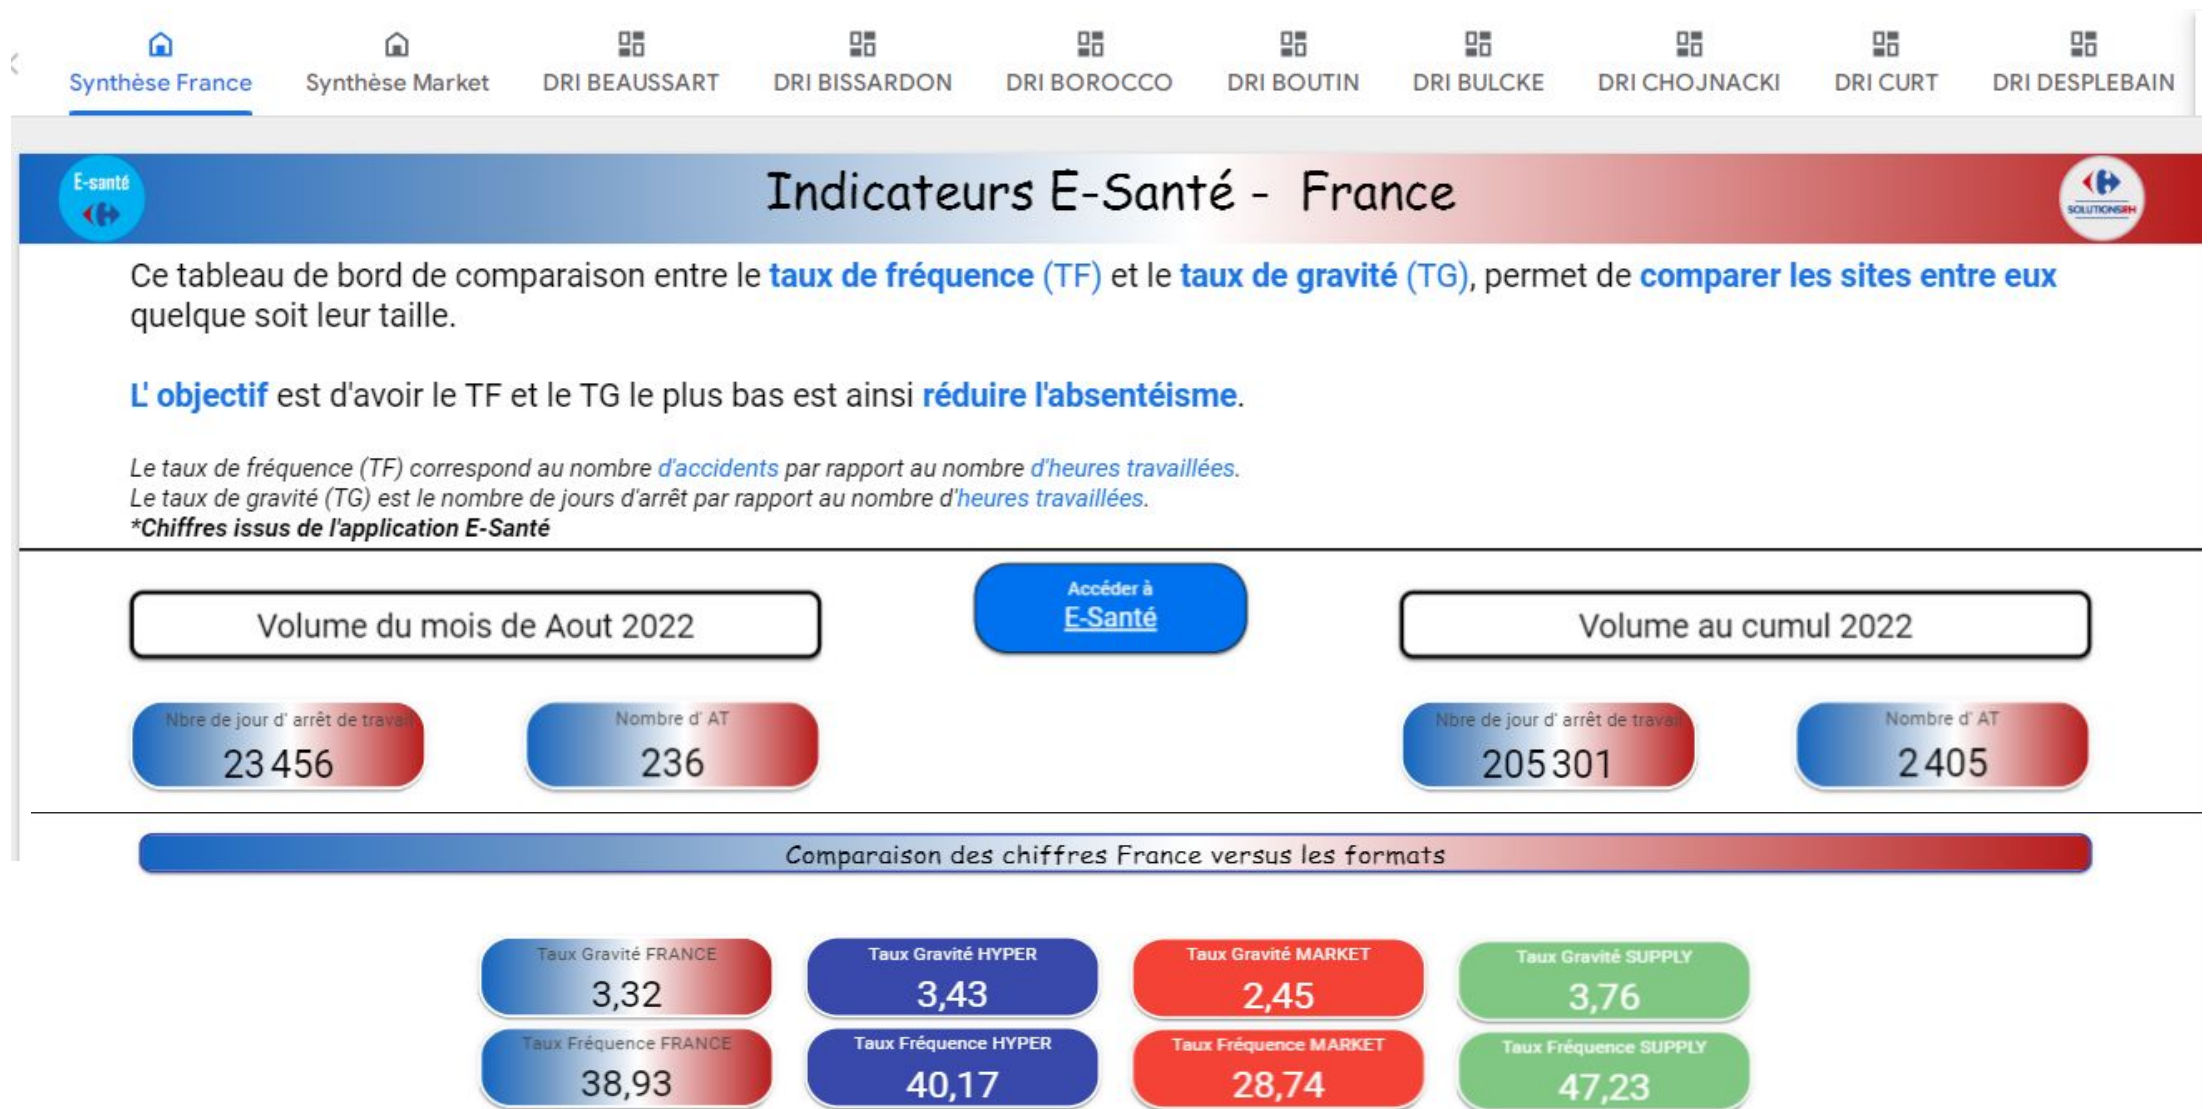 Synthèse France Synthèse Market DRI BEAUSSART DRI BISSARDON DRI BOROCCO DRI BOUTIN DRI BULCKE DRI CHOJNACKI DRI CURT DRI DESPLEBAIN
E-santé
Indicateurs E-Santé - France
SOLUTIONSRH
Ce tableau de bord de comparaison entre le taux de fréquence (TF) et le taux de gravité (TG), permet de comparer les sites entre eux
quelque soit leur taille.
L' objectif est d'avoir le TF et le TG le plus bas est ainsi réduire l'absentéisme.
Le taux de fréquence (TF) correspond au nombre d'accidents par rapport au nombre d'heures travaillées.
Le taux de gravité (TG) est le nombre de jours d'arrêt par rapport au nombre d'heures travaillées.
*Chiffres issus de l'application E-Santé
Volume du mois de Aout 2022
Accéder à
E-Santé
Volume au cumul 2022
Nbre de jour d' arrêt de travail Nombre d' AT Nbre de jour d' arrêt de travail Nombre d' AT
23 456 236 205 301 2 405
Comparaison des chiffres France versus les formats
Taux Gravité FRANCE Taux Gravité HYPER Taux Gravité MARKET Taux Gravité SUPPLY
3,32 3,43 2,45 3,76
Taux Fréquence FRANCE Taux Fréquence HYPER Taux Fréquence MARKET Taux Fréquence SUPPLY
38,93 40,17 28,74 47,23